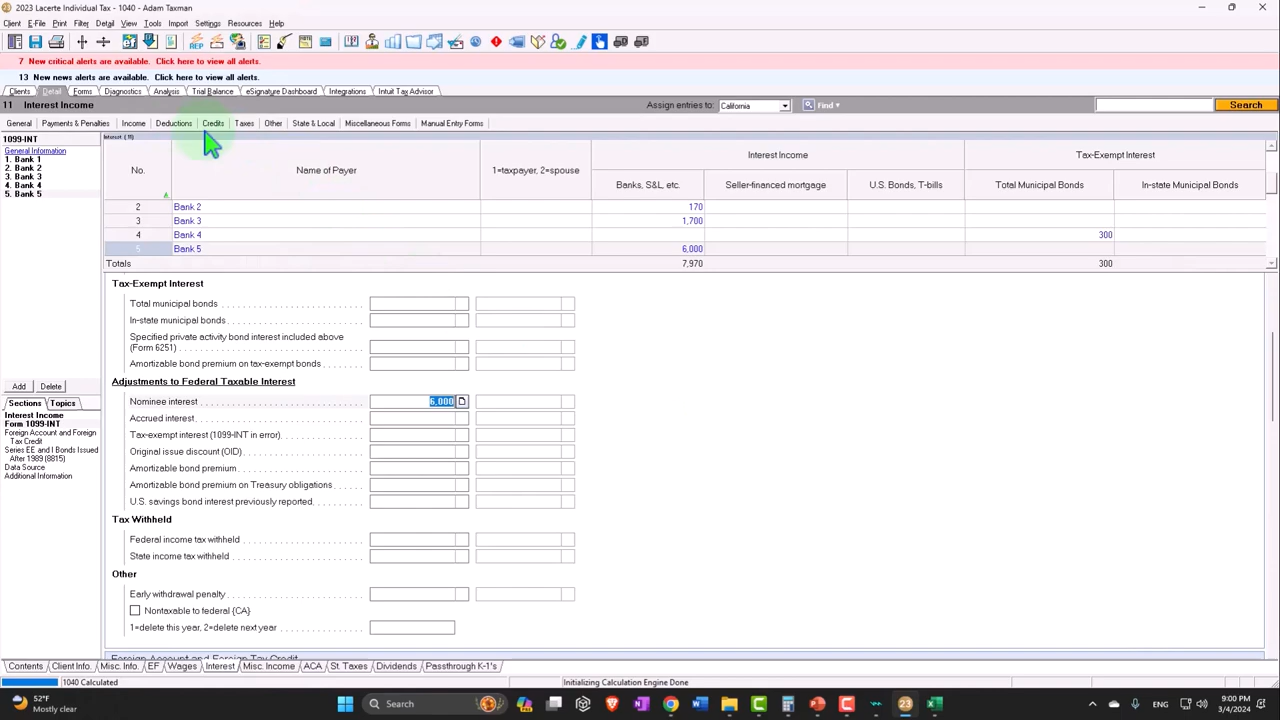 2023 Lacerte Individual Tax - 1040 - Adam Taxman
Client E-File Print Filter Detail View Tools Import Settings Resources Help
7 New critical alerts are available. Click here to view all alerts.
13 New news alerts are available. Click here to view all alerts.
Clients Detail Forms Diagnostics Analysis Trial Balance eSignature Dashboard Integrations Intuit Tax Advisor
11 Interest Income Assign entries to: California Find Search
General Payments & Penalties Income Deductions Credits Taxes Other State & Local Miscellaneous Forms Manual Entry Forms
1099-INT
General Information
1. Bank 1
2. Bank 2
3. Bank 3
4. Bank 4
5. Bank 5
Add Delete
Sections Topics
Interest Income
Form 1099-INT
Foreign Account and Foreign
Tax Credit
Series EE and I Bonds Issued
After 1989 (8815)
Data Source
Additional Information
Interest (11)
No. Name of Payer 1=taxpayer, 2=spouse Interest Income Tax-Exempt Interest
Banks, S&L, etc. Seller-financed mortgage U.S. Bonds, T-bills Total Municipal Bonds In-state Municipal Bonds
2 Bank 2 170
3 Bank 3 1,700
4 Bank 4 300
5 Bank 5 6,000
Totals 7,970 300
Tax-Exempt Interest
Total municipal bonds
In-state municipal bonds
Specified private activity bond interest included above
(Form 6251)
Amortizable bond premium on tax-exempt bonds
Adjustments to Federal Taxable Interest
Nominee interest 6,000
Accrued interest
Tax-exempt interest (1099-INT in error)
Original issue discount (OID)
Amortizable bond premium
Amortizable bond premium on Treasury obligations
U.S. savings bond interest previously reported
Tax Withheld
Federal income tax withheld
State income tax withheld
Other
Early withdrawal penalty
Nontaxable to federal {CA}
1=delete this year, 2=delete next year
Foreign Account and Foreign Tax Credit
Contents Client Info. Misc. Info. EF Wages Interest Misc. Income ACA St. Taxes Dividends Passthrough K-1's
1040 Calculated Initializing Calculation Engine Done
52°F
Mostly clear
Search
9:00 PM
3/4/2024